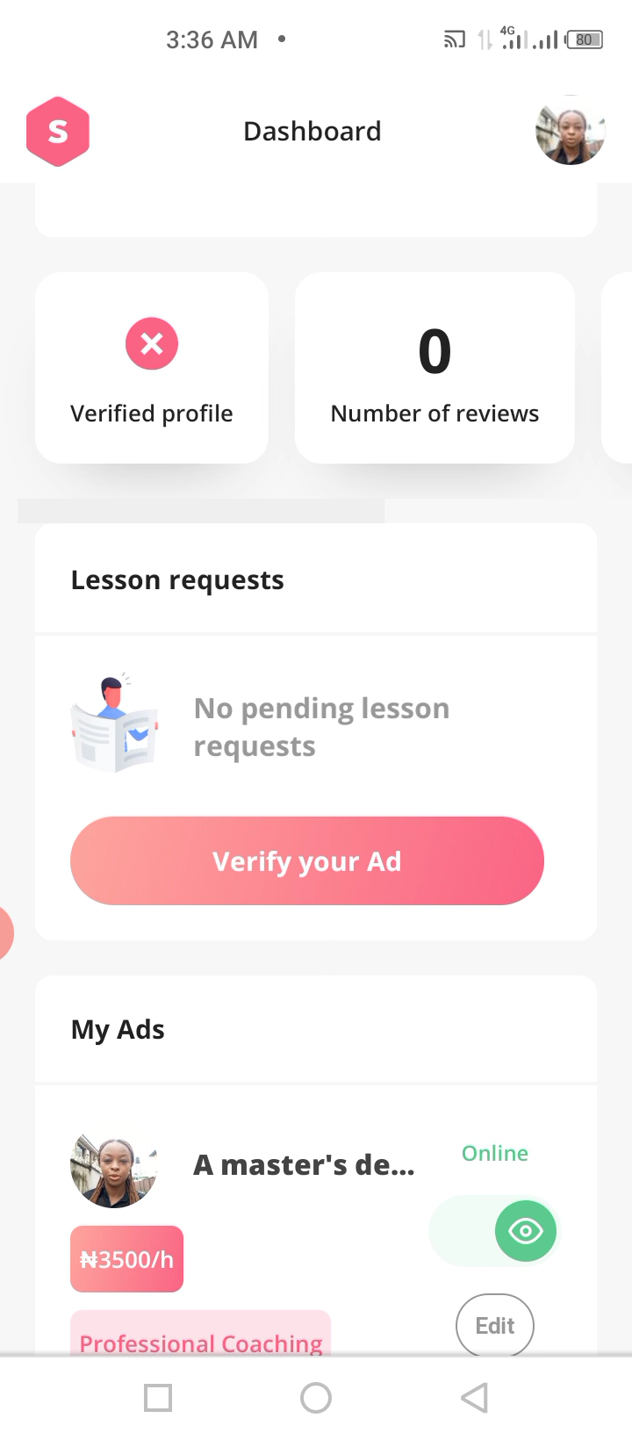 3:36 AM
4G
80
S
Dashboard
Verified profile
0
Number of reviews
Lesson requests
No pending lesson
requests
Verify your Ad
My Ads
A master's de...
Online
₦3500/h
Edit
Professional Coaching